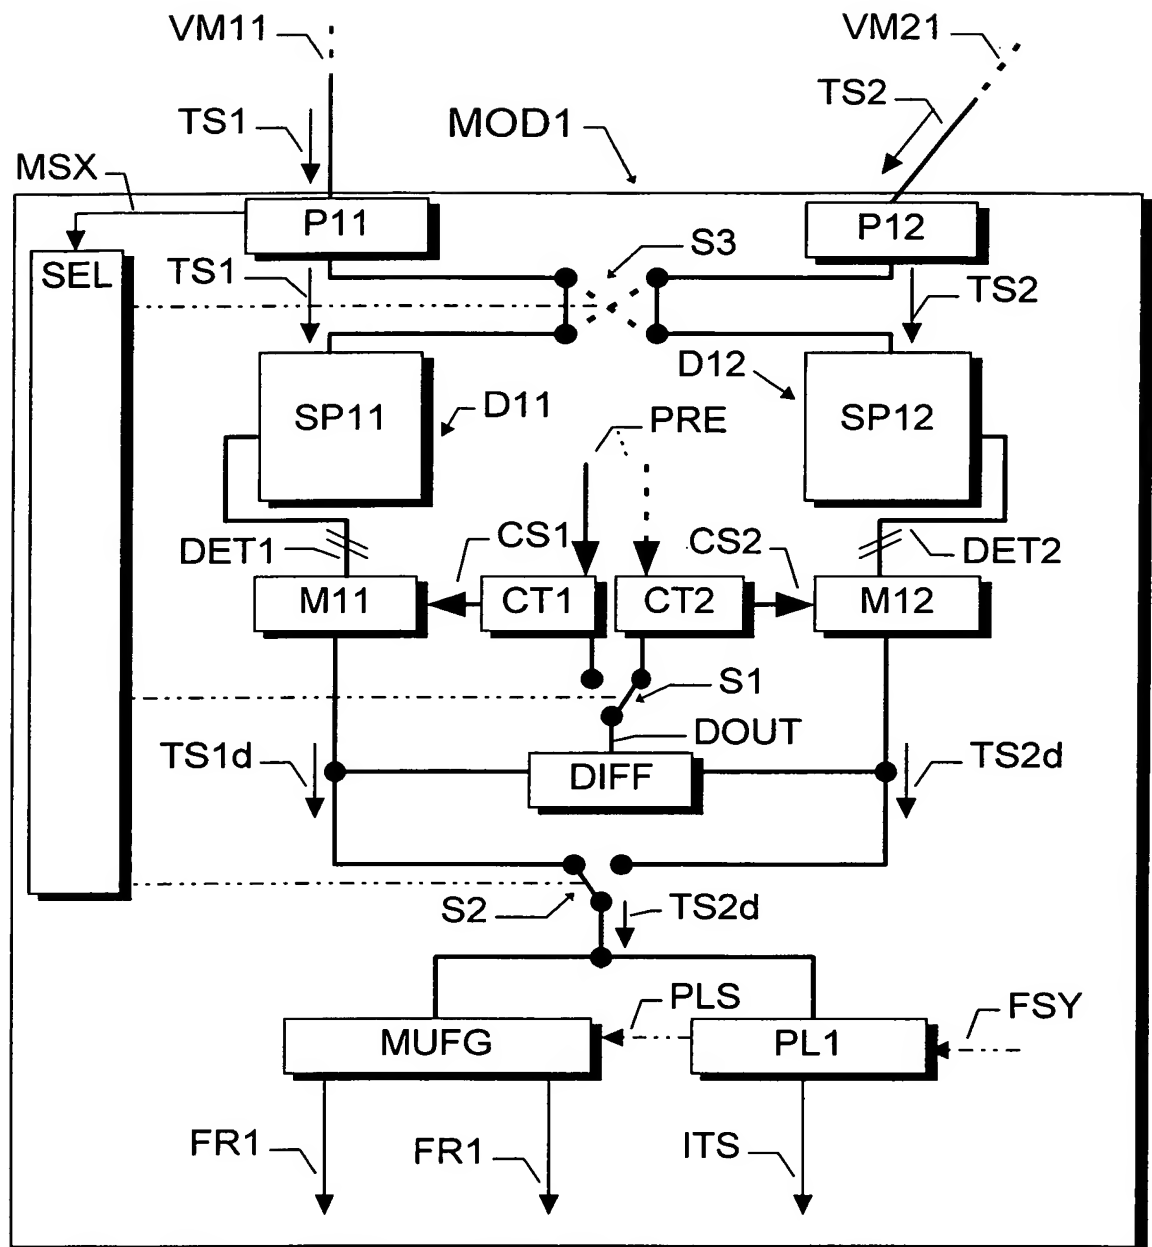 VM11
VM21
TS1
TS2
MOD1
MSX
P11
P12
SEL
TS1
S3
TS2
D12
SP11
D11
PRE
SP12
DET1
CS1
CS2
DET2
M11
CT1
CT2
M12
S1
DOUT
TS1d
DIFF
TS2d
S2
TS2d
PLS
FSY
MUFG
PL1
FR1
FR1
ITS